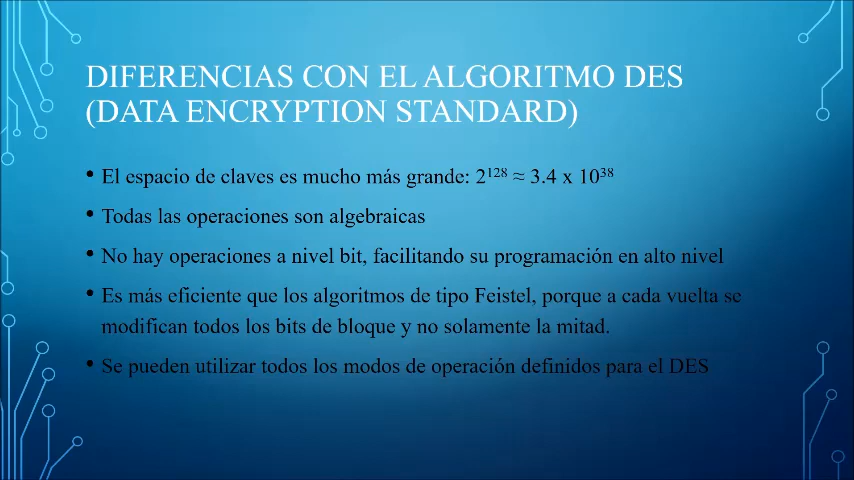 DIFERENCIAS CON EL ALGORITMO DES
(DATA ENCRYPTION STANDARD)
• El espacio de claves es mucho más grande: 2¹²⁸ ≈ 3.4 x 10³⁸
• Todas las operaciones son algebraicas
• No hay operaciones a nivel bit, facilitando su programación en alto nivel
• Es más eficiente que los algoritmos de tipo Feistel, porque a cada vuelta se
modifican todos los bits de bloque y no solamente la mitad.
• Se pueden utilizar todos los modos de operación definidos para el DES